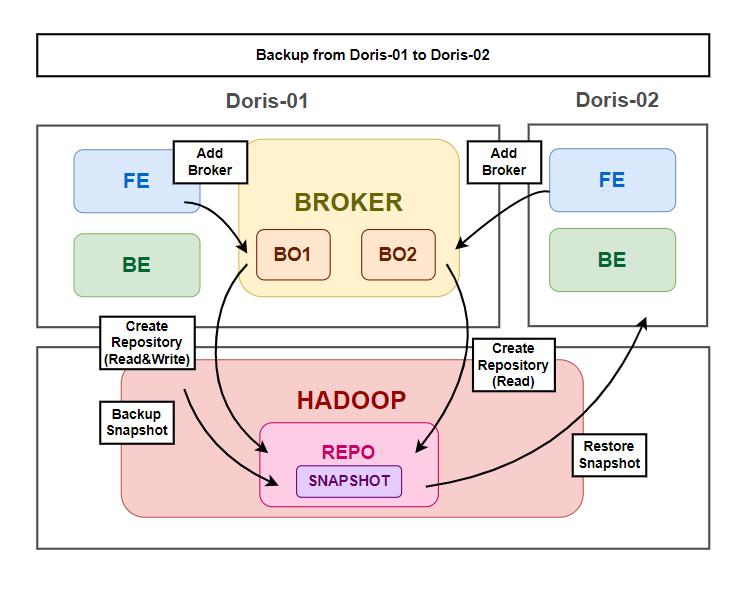 Backup from Doris-01 to Doris-02
Doris-01
Doris-02
FE
Add
Broker
BROKER
Add
Broker
FE
BE
BO1
BO2
BE
Create
Repository
(Read&Write)
Create
Repository
(Read)
HADOOP
Backup
Snapshot
REPO
SNAPSHOT
Restore
Snapshot